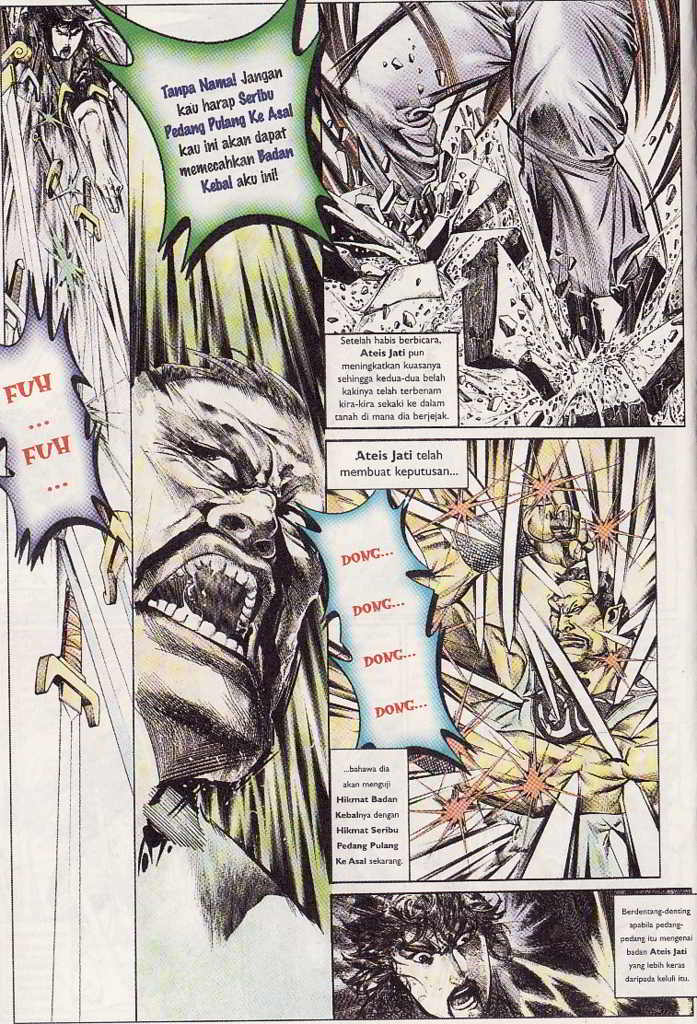 Tanpa Nama! Jangan
kau harap Seribu
Pedang Pulang Ke Asal
kau ini akan dapat
memecahkan Badan
Kebal aku ini!
FUH
...
FUH
...
Setelah habis berbicara,
Ateis Jati pun
meningkatkan kuasanya
sehingga kedua-dua belah
kakinya telah terbenam
kira-kira sekaki ke dalam
tanah di mana dia berjejak.
Ateis Jati telah
membuat keputusan...
DONG...
DONG...
DONG...
DONG...
...bahawa dia
akan menguji
Hikmat Badan
Kebalnya dengan
Hikmat Seribu
Pedang Pulang
Ke Asal sekarang.
Berdentang-denting
apabila pedang-
pedang itu mengenai
badan Ateis Jati
yang lebih keras
daripada keluli itu.